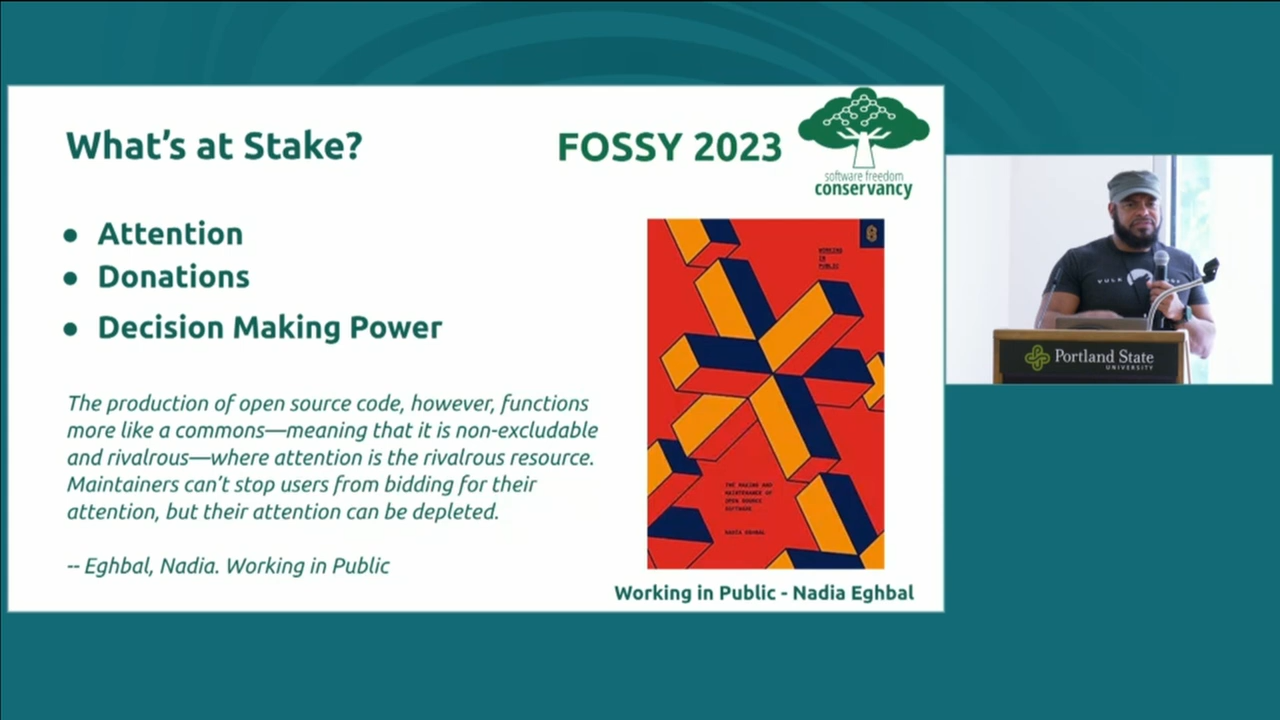 What's at Stake?
FOSSY 2023
software freedom
conservancy
● Attention
● Donations
● Decision Making Power
The production of open source code, however, functions
more like a commons—meaning that it is non-excludable
and rivalrous—where attention is the rivalrous resource.
Maintainers can't stop users from bidding for their
attention, but their attention can be depleted.
-- Eghbal, Nadia. Working in Public
WORKING
IN
PUBLIC
THE MAKING AND
MAINTENANCE OF
OPEN SOURCE
SOFTWARE
NADIA EGHBAL
Working in Public - Nadia Eghbal
Portland State
UNIVERSITY